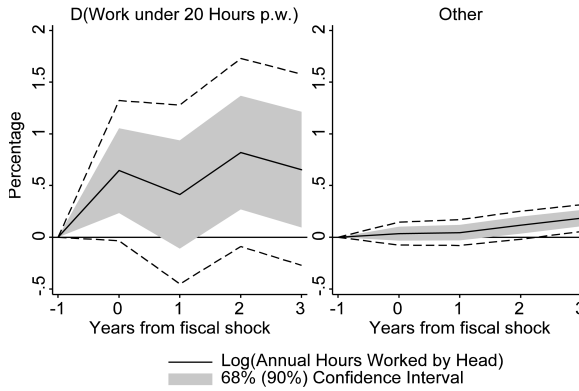 D(Work under 20 Hours p.w.)
Other
Percentage
2
1.5
1
.5
0
-.5
-1 0 1 2 3
Years from fiscal shock
2
1.5
1
.5
0
-.5
-1 0 1 2 3
Years from fiscal shock
Log(Annual Hours Worked by Head)
68% (90%) Confidence Interval